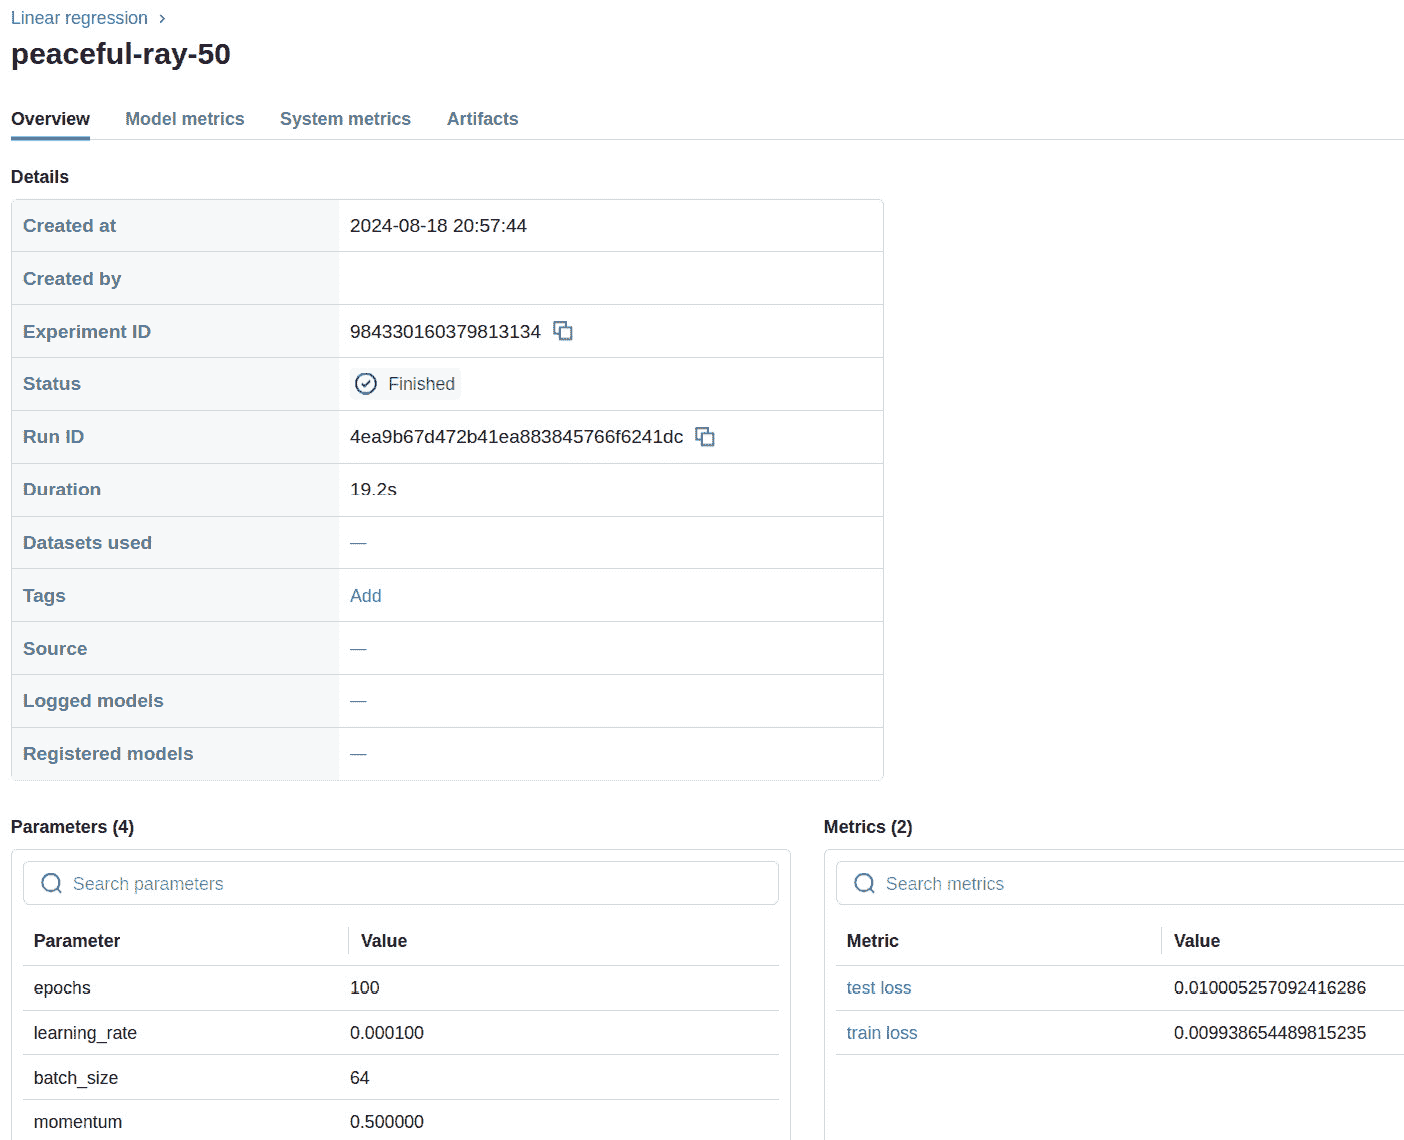 Linear regression ›
peaceful-ray-50
Overview Model metrics System metrics Artifacts
Details
Created at 2024-08-18 20:57:44
Created by
Experiment ID 984330160379813134
Status Finished
Run ID 4ea9b67d472b41ea883845766f6241dc
Duration 19.2s
Datasets used —
Tags Add
Source —
Logged models —
Registered models —
Parameters (4)
Search parameters
Parameter Value
epochs 100
learning_rate 0.000100
batch_size 64
momentum 0.500000
Metrics (2)
Search metrics
Metric Value
test loss 0.010005257092416286
train loss 0.009938654489815235